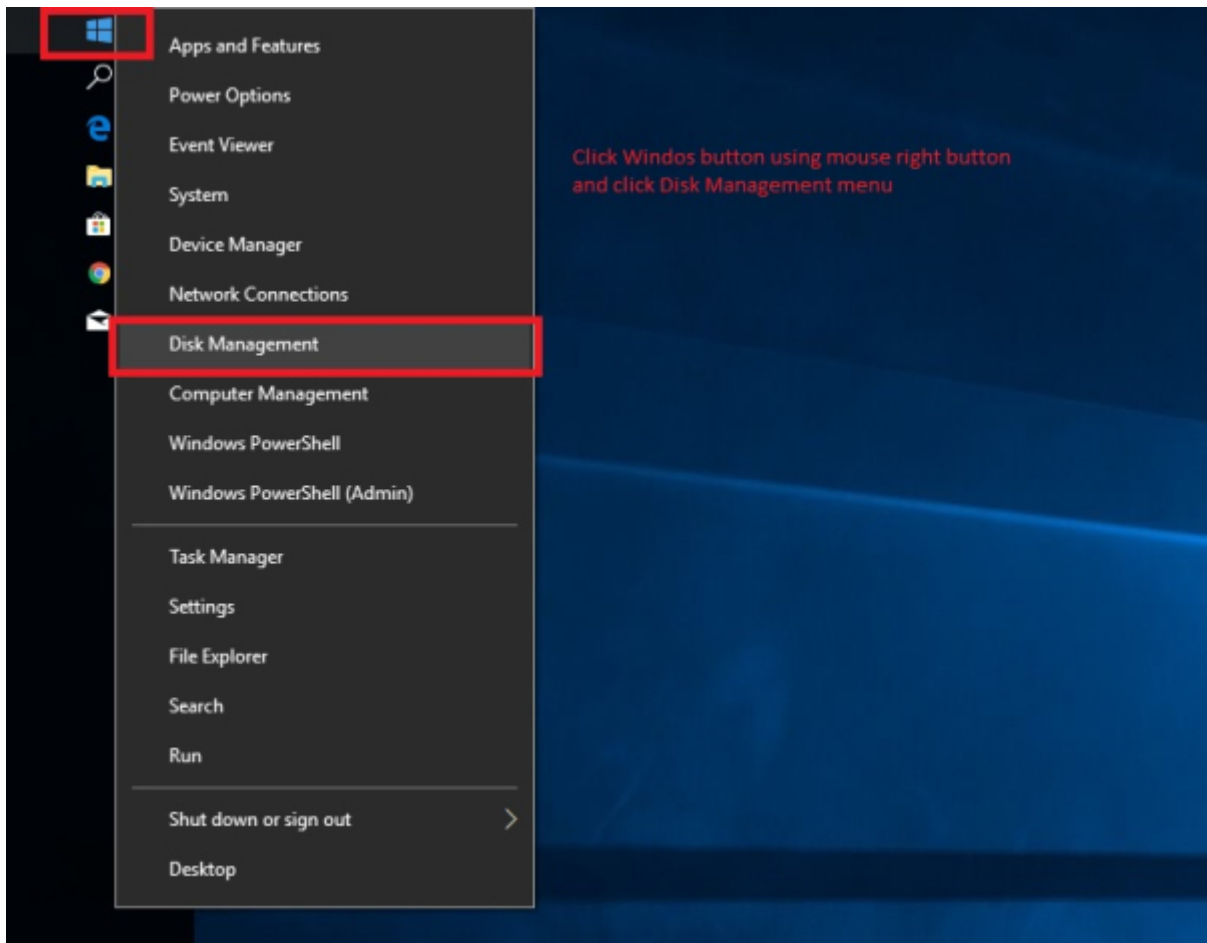 Apps and Features
Power Options
Event Viewer
System
Device Manager
Network Connections
Disk Management
Computer Management
Windows PowerShell
Windows PowerShell (Admin)
Task Manager
Settings
File Explorer
Search
Run
Shut down or sign out
Desktop
Click Windos button using mouse right button
and click Disk Management menu